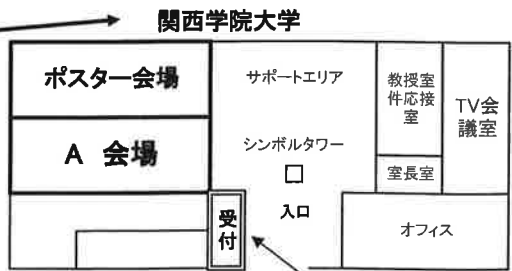 関西学院大学
ポスター会場
サポートエリア
教授室
件応接
室
TV会
議室
A 会場
シンボルタワー
室長室
受
付
入口
オフィス